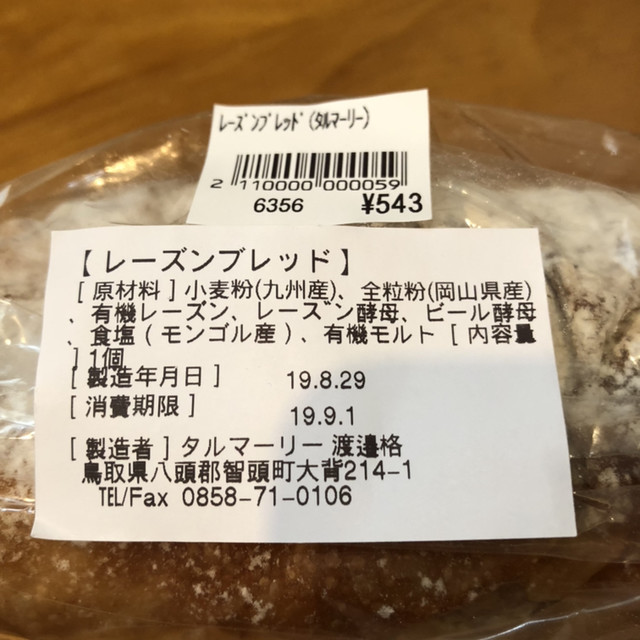 ﾚｰｽﾞﾝﾌﾞﾚｯﾄﾞ(ﾀﾙﾏｰﾘｰ)
2 110000 000059
6356 ¥543
【レーズンブレッド】
[ 原材料 ] 小麦粉(九州産)、全粒粉(岡山県産)
、有機レーズン、レーズン酵母、ビール酵母
、食塩 ( モンゴル産 ) 、有機モルト [ 内容量
] 1個
[ 製造年月日 ] 19.8.29
[ 消費期限 ] 19.9.1
[ 製造者 ] タルマーリー 渡邉格
鳥取県八頭郡智頭町大背214-1
TEL/Fax 0858-71-0106